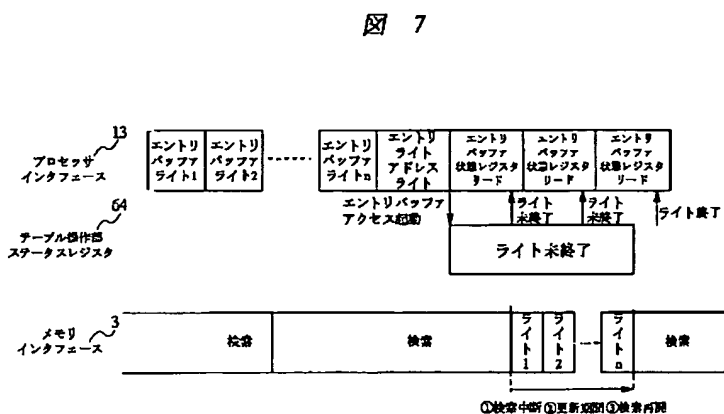 図 7
13
プロセッサ
インタフェース
エントリ
バッファ
ライト1
エントリ
バッファ
ライト2
エントリ
バッファ
ライトn
エントリ
ライト
アドレス
ライト
エントリ
バッファ
状態レジスタ
リード
エントリ
バッファ
状態レジスタ
リード
エントリ
バッファ
状態レジスタ
リード
64
テーブル操作部
ステータスレジスタ
エントリバッファ
アクセス起動
ライト
未終了
ライト
未終了
ライト終了
ライト未終了
3
メモリ
インタフェース
検索
検索
ライト1
ライト2
ライトn
検索
①検索中断 ②更新期間 ③検索再開